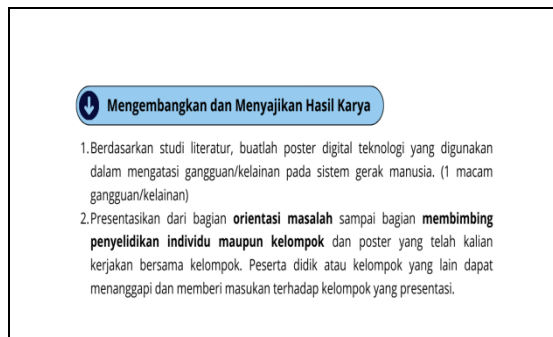 Mengembangkan dan Menyajikan Hasil Karya
1.Berdasarkan studi literatur, buatlah poster digital teknologi yang digunakan
dalam mengatasi gangguan/kelainan pada sistem gerak manusia. (1 macam
gangguan/kelainan)
2.Presentasikan dari bagian orientasi masalah sampai bagian membimbing
penyelidikan individu maupun kelompok dan poster yang telah kalian
kerjakan bersama kelompok. Peserta didik atau kelompok yang lain dapat
menanggapi dan memberi masukan terhadap kelompok yang presentasi.